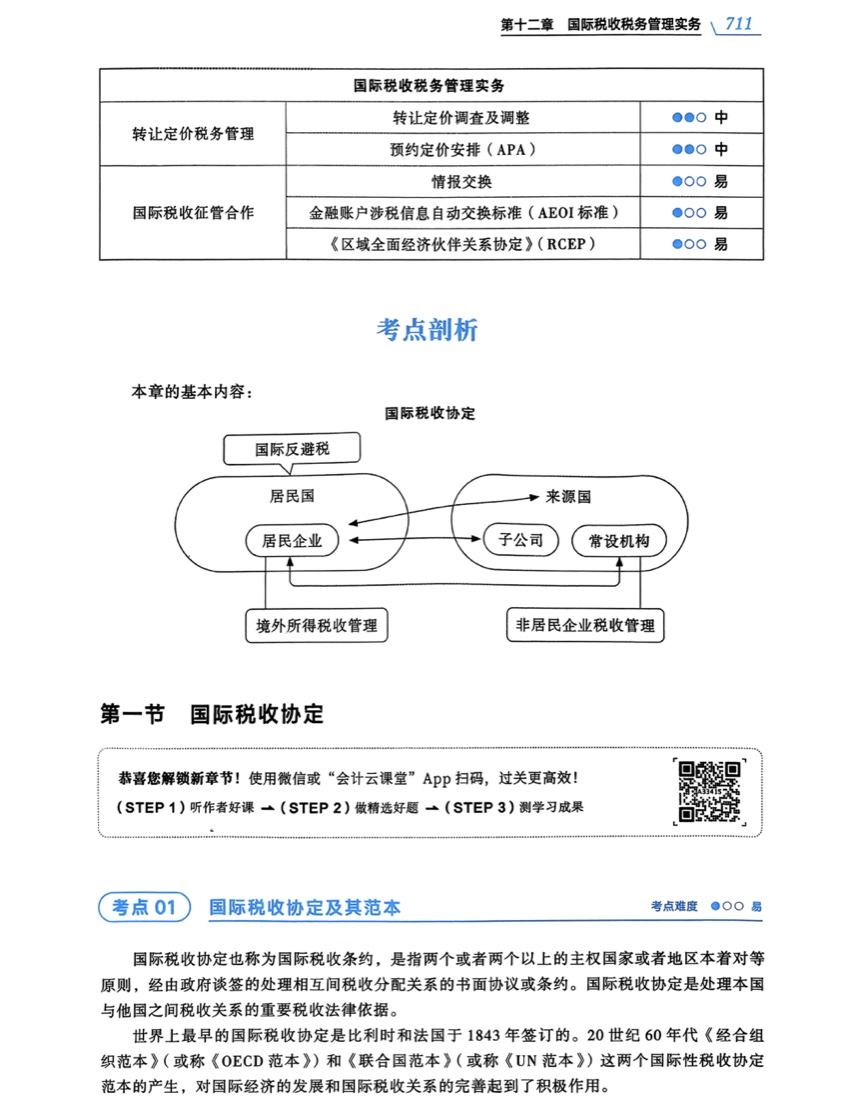 第十二章 国际税收税务管理实务 711
国际税收税务管理实务
转让定价税务管理
转让定价调查及调整
中
预约定价安排（APA）
中
国际税收征管合作
情报交换
易
金融账户涉税信息自动交换标准（AEOI 标准）
易
《区域全面经济伙伴关系协定》（RCEP）
易
考点剖析
本章的基本内容：
国际税收协定
国际反避税
居民国
来源国
居民企业
子公司
常设机构
境外所得税收管理
非居民企业税收管理
第一节 国际税收协定
恭喜您解锁新章节！使用微信或“会计云课堂”App 扫码，过关更高效！
（STEP 1）听作者好课 ⇀（STEP 2）做精选好题 ⇀（STEP 3）测学习成果
考点 01 国际税收协定及其范本 考点难度 易
国际税收协定也称为国际税收条约，是指两个或者两个以上的主权国家或者地区本着对等
原则，经由政府谈签的处理相互间税收分配关系的书面协议或条约。国际税收协定是处理本国
与他国之间税收关系的重要税收法律依据。
世界上最早的国际税收协定是比利时和法国于 1843 年签订的。20 世纪 60 年代《经合组
织范本》（或称《OECD 范本》）和《联合国范本》（或称《UN 范本》）这两个国际性税收协定
范本的产生，对国际经济的发展和国际税收关系的完善起到了积极作用。